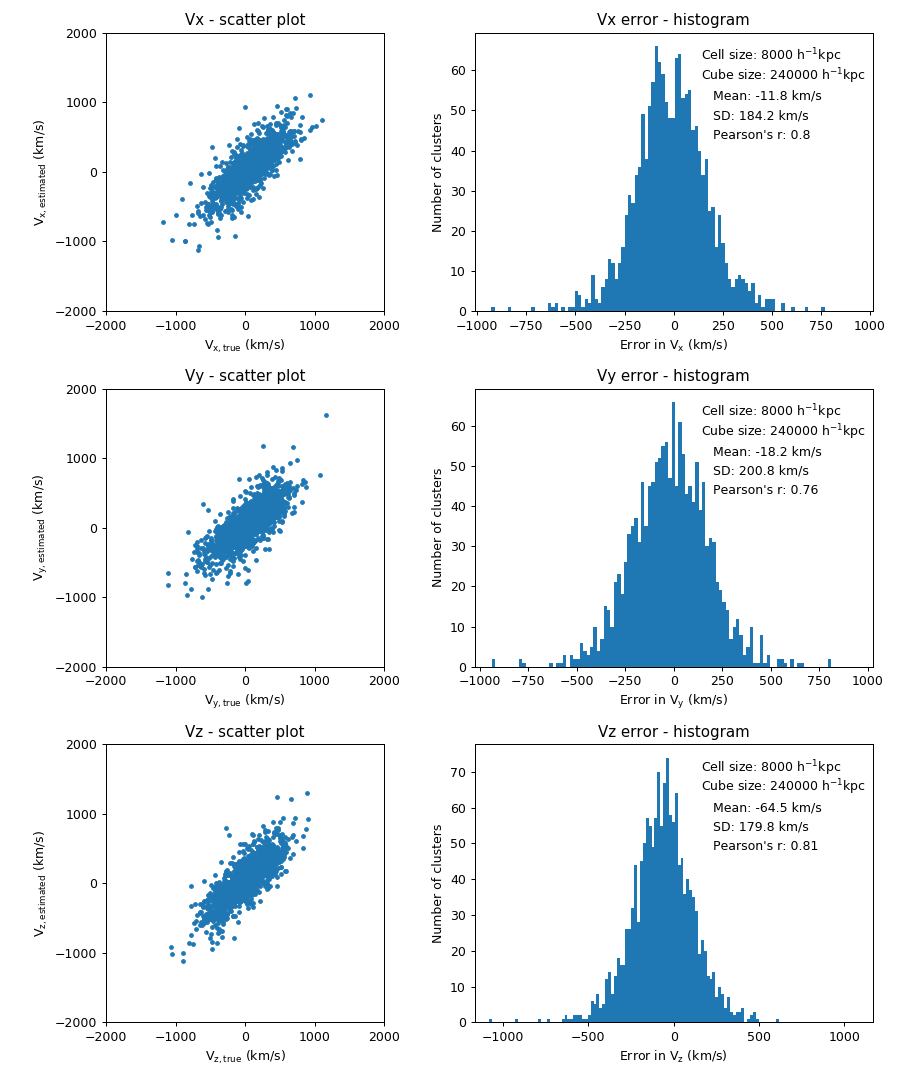 Vx - scatter plot
2000
1000
0
−1000
−2000
V_x, estimated (km/s)
−2000 −1000 0 1000 2000
V_x, true (km/s)
Vx error - histogram
Cell size: 8000 h⁻¹kpc
Cube size: 240000 h⁻¹kpc
Mean: -11.8 km/s
SD: 184.2 km/s
Pearson's r: 0.8
60
50
40
30
20
10
0
Number of clusters
−1000 −750 −500 −250 0 250 500 750 1000
Error in V_x (km/s)
Vy - scatter plot
2000
1000
0
−1000
−2000
V_y, estimated (km/s)
−2000 −1000 0 1000 2000
V_y, true (km/s)
Vy error - histogram
Cell size: 8000 h⁻¹kpc
Cube size: 240000 h⁻¹kpc
Mean: -18.2 km/s
SD: 200.8 km/s
Pearson's r: 0.76
60
50
40
30
20
10
0
Number of clusters
−1000 −750 −500 −250 0 250 500 750 1000
Error in V_y (km/s)
Vz - scatter plot
2000
1000
0
−1000
−2000
V_z, estimated (km/s)
−2000 −1000 0 1000 2000
V_z, true (km/s)
Vz error - histogram
Cell size: 8000 h⁻¹kpc
Cube size: 240000 h⁻¹kpc
Mean: -64.5 km/s
SD: 179.8 km/s
Pearson's r: 0.81
70
60
50
40
30
20
10
0
Number of clusters
−1000 −500 0 500 1000
Error in V_z (km/s)